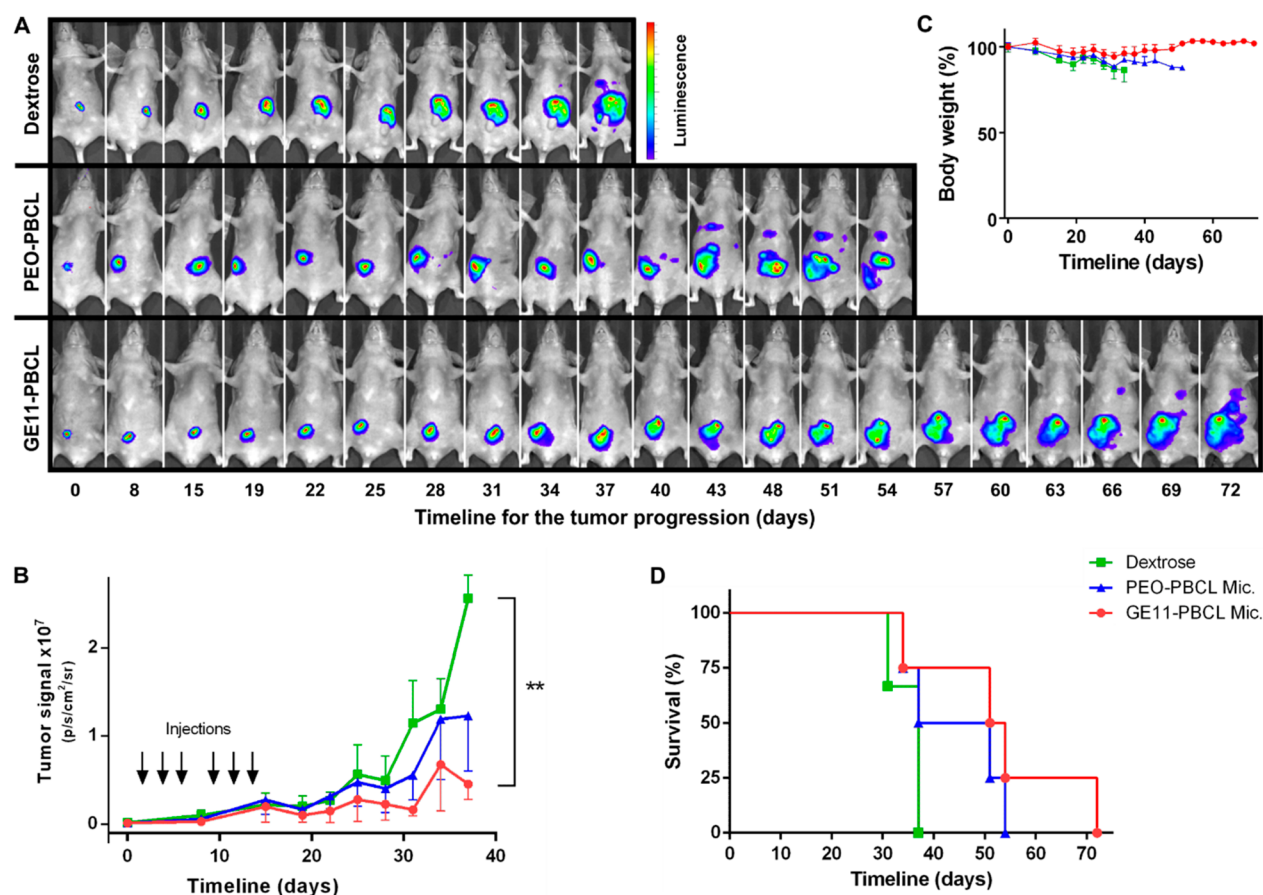 A
Dextrose
PEO-PBCL
GE11-PBCL
Luminescence
0 8 15 19 22 25 28 31 34 37 40 43 48 51 54 57 60 63 66 69 72
Timeline for the tumor progression (days)
C
Body weight (%)
100
50
0
0 20 40 60
Timeline (days)
B
Tumor signal x10⁷
(p/s/cm²/sr)
2
1
0
Injections
**
0 10 20 30 40
Timeline (days)
D
Dextrose
PEO-PBCL Mic.
GE11-PBCL Mic.
Survival (%)
100
75
50
25
0
0 10 20 30 40 50 60 70
Timeline (days)